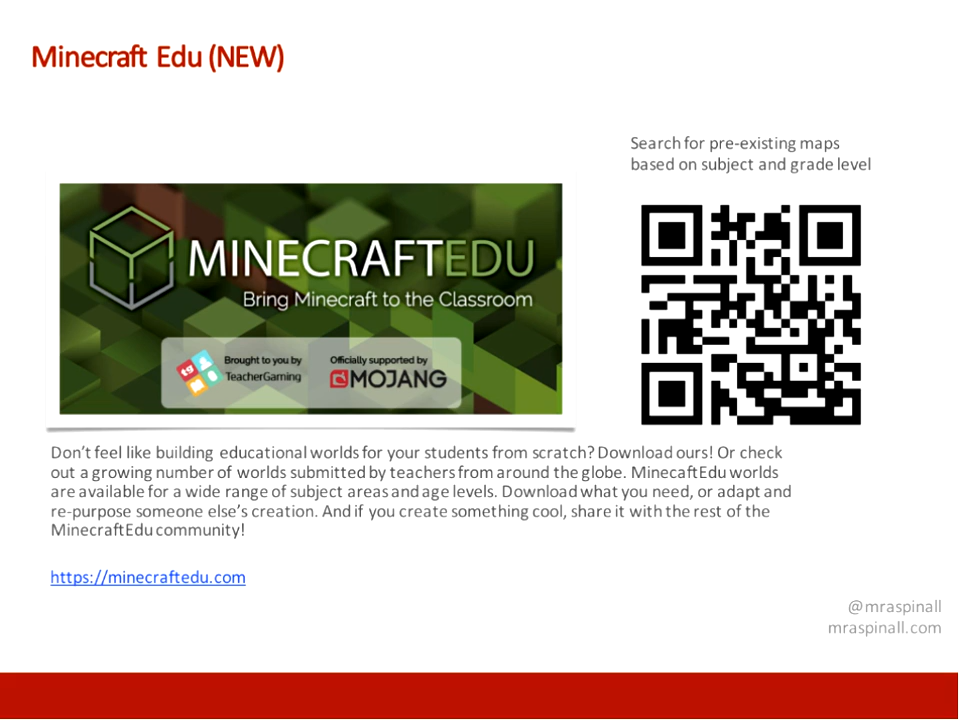 Minecraft Edu (NEW)
Search for pre-existing maps
based on subject and grade level
MINECRAFTEDU
Bring Minecraft to the Classroom
Brought to you by
TeacherGaming
Officially supported by
MOJANG
Don't feel like building educational worlds for your students from scratch? Download ours! Or check
out a growing number of worlds submitted by teachers from around the globe. MinecaftEdu worlds
are available for a wide range of subject areas and age levels. Download what you need, or adapt and
re-purpose someone else's creation. And if you create something cool, share it with the rest of the
MinecraftEdu community!
https://minecraftedu.com
@mraspinall
mraspinall.com